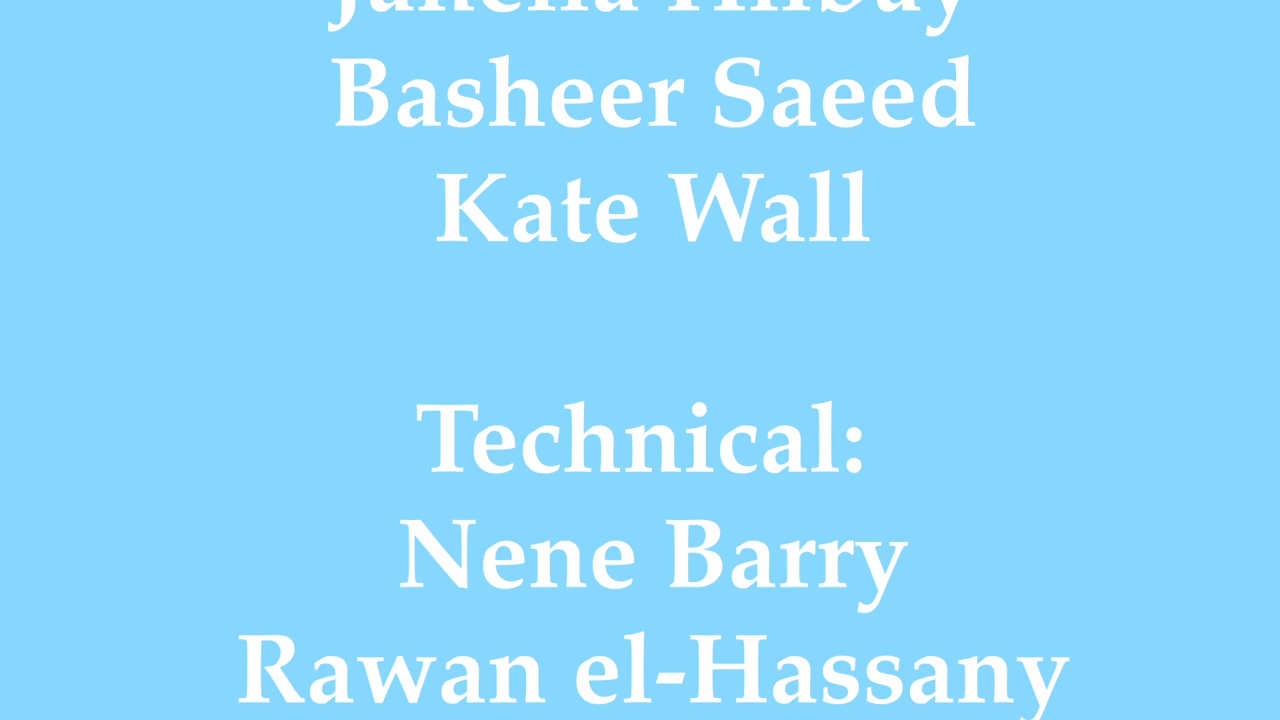 Basheer Saeed
Kate Wall
Technical:
Nene Barry
Rawan el-Hassany